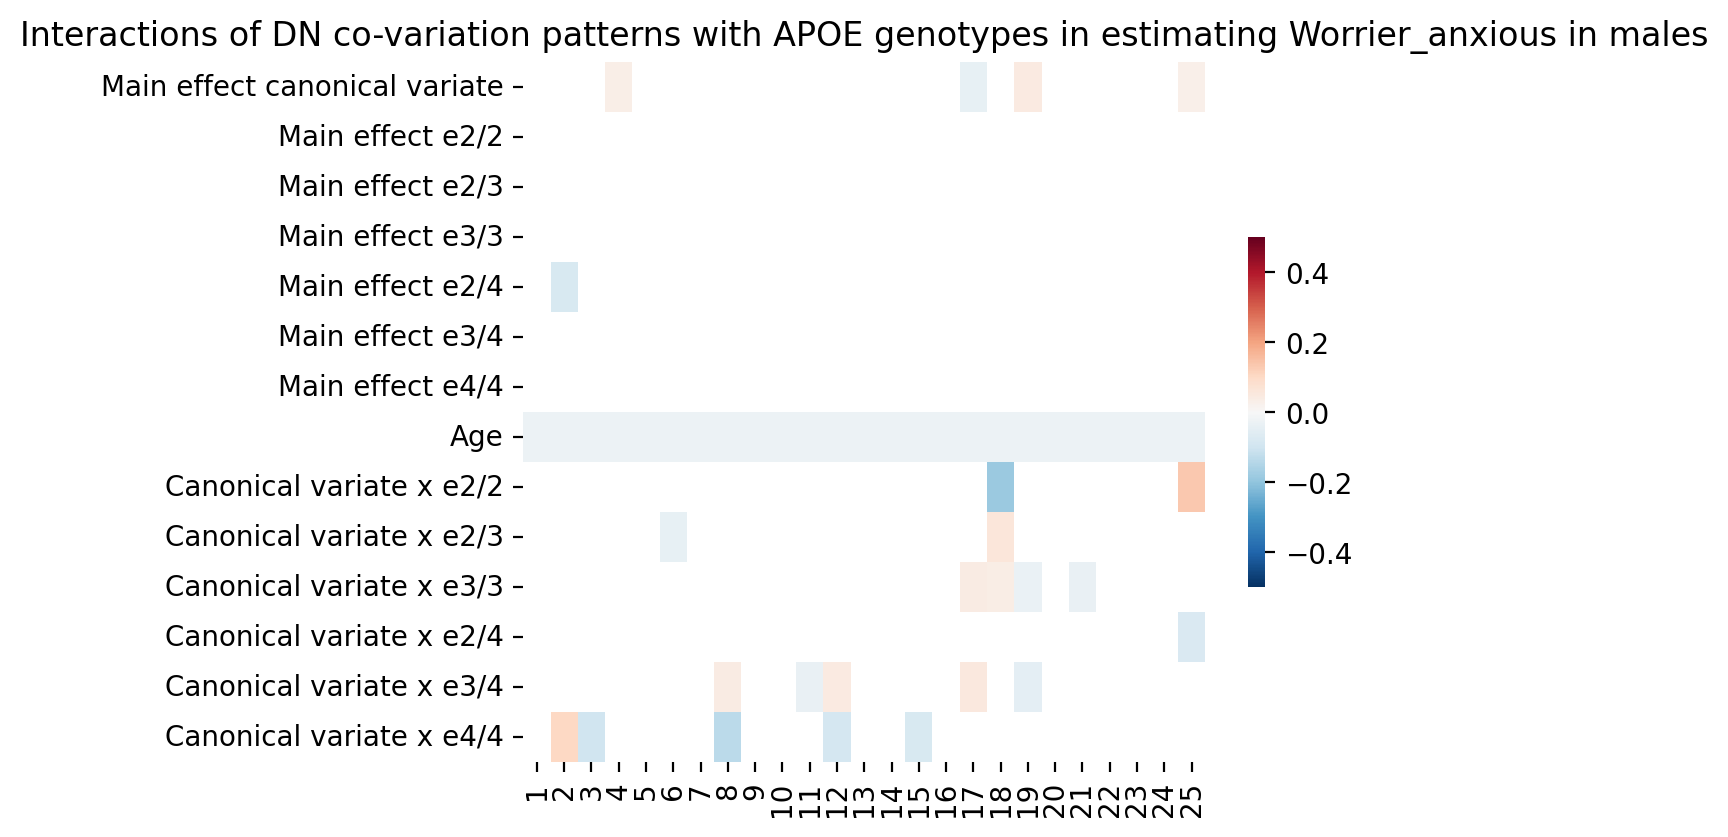 Interactions of DN co-variation patterns with APOE genotypes in estimating Worrier_anxious in males
Main effect canonical variate
Main effect e2/2
Main effect e2/3
Main effect e3/3
Main effect e2/4
Main effect e3/4
Main effect e4/4
Age
Canonical variate x e2/2
Canonical variate x e2/3
Canonical variate x e3/3
Canonical variate x e2/4
Canonical variate x e3/4
Canonical variate x e4/4
1 2 3 4 5 6 7 8 9 10 11 12 13 14 15 16 17 18 19 20 21 22 23 24 25
0.4
0.2
0.0
−0.2
−0.4